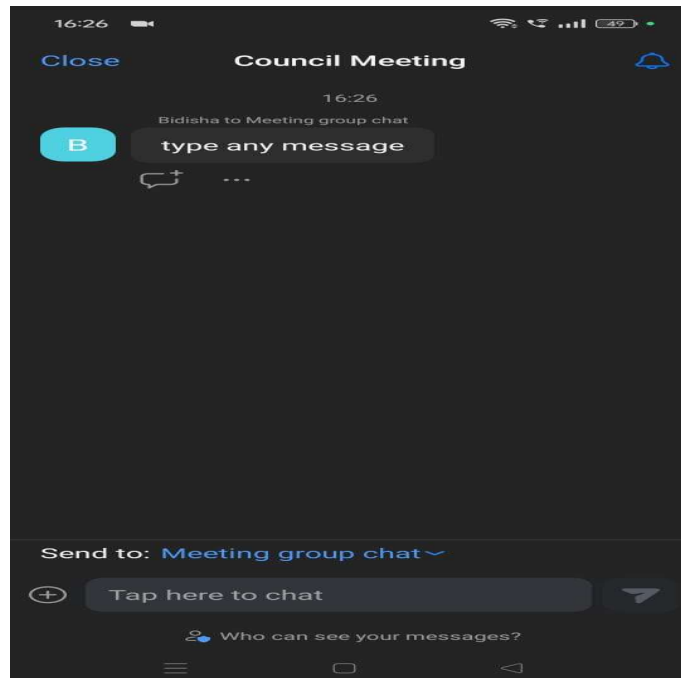 16:26
49
Close
Council Meeting
16:26
Bidisha to Meeting group chat
B
type any message
Send to: Meeting group chat
Tap here to chat
Who can see your messages?